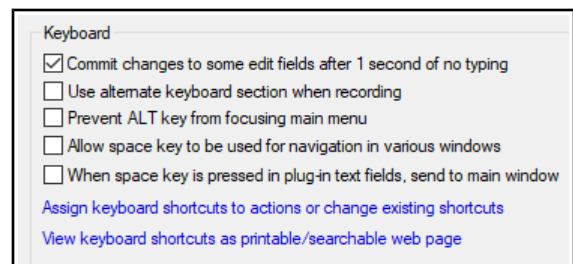 Keyboard
Commit changes to some edit fields after 1 second of no typing
Use alternate keyboard section when recording
Prevent ALT key from focusing main menu
Allow space key to be used for navigation in various windows
When space key is pressed in plug-in text fields, send to main window
Assign keyboard shortcuts to actions or change existing shortcuts
View keyboard shortcuts as printable/searchable web page